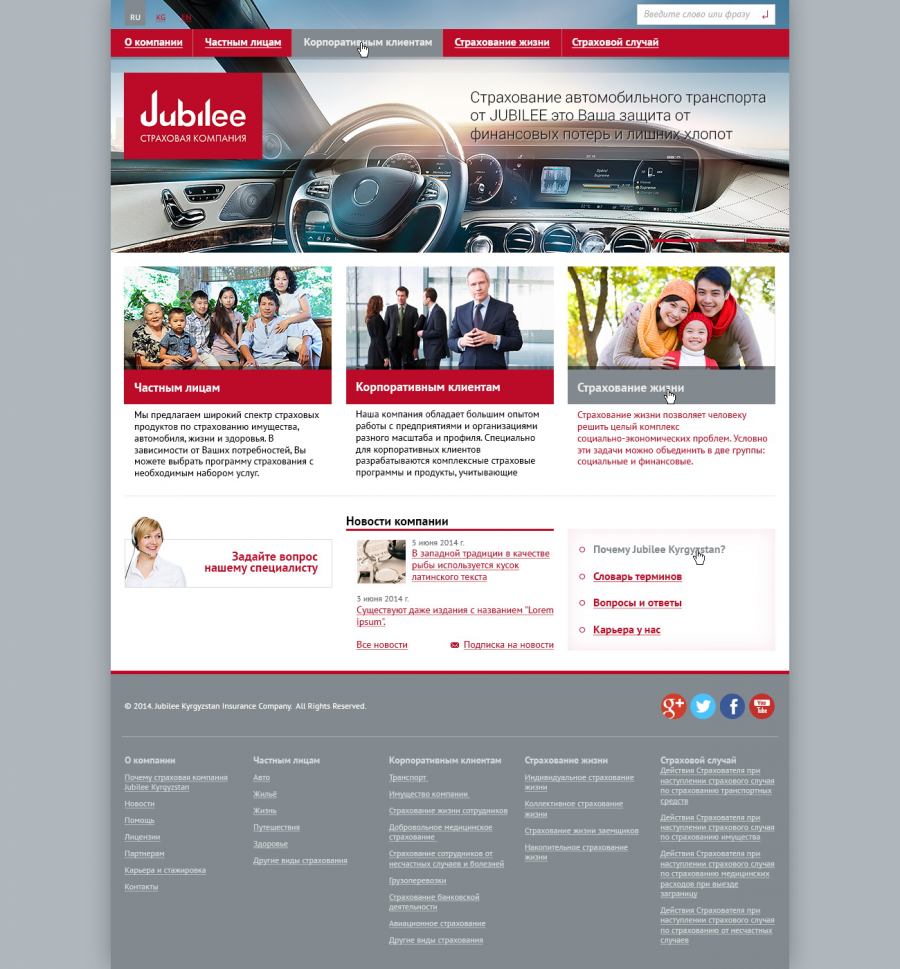 RU KG EN
Введите слово или фразу
О компании Частным лицам Корпоративным клиентам Страхование жизни Страховой случай
Jubilee
СТРАХОВАЯ КОМПАНИЯ
Страхование автомобильного транспорта
от JUBILEE это Ваша защита от
финансовых потерь и лишних хлопот
Частным лицам
Мы предлагаем широкий спектр страховых
продуктов по страхованию имущества,
автомобиля, жизни и здоровья. В
зависимости от Ваших потребностей, Вы
можете выбрать программу страхования с
необходимым набором услуг.
Корпоративным клиентам
Наша компания обладает большим опытом
работы с предприятиями и организациями
разного масштаба и профиля. Специально
для корпоративных клиентов
разрабатываются комплексные страховые
программы и продукты, учитывающие
Страхование жизни
Страхование жизни позволяет человеку
решить целый комплекс
социально-экономических проблем. Условно
эти задачи можно объединить в две группы:
социальные и финансовые.
Задайте вопрос
нашему специалисту
Новости компании
5 июня 2014 г.
В западной традиции в качестве
рыбы используется кусок
латинского текста
3 июня 2014 г.
Существуют даже издания с названием "Lorem
ipsum".
Все новости Подписка на новости
Почему Jubilee Kyrgyzstan?
Словарь терминов
Вопросы и ответы
Карьера у нас
© 2014. Jubilee Kyrgyzstan Insurance Company. All Rights Reserved.
g+ f You Tube
О компании
Почему страховая компания
Jubilee Kyrgyzstan
Новости
Помощь
Лицензии
Партнерам
Карьера и стажировка
Контакты
Частным лицам
Авто
Жильё
Жизнь
Путешествия
Здоровье
Другие виды страхования
Корпоративным клиентам
Транспорт
Имущество компании
Страхование жизни сотрудников
Добровольное медицинское
страхование
Страхование сотрудников от
несчастных случаев и болезней
Грузоперевозки
Страхование банковской
деятельности
Авиационное страхование
Другие виды страхования
Страхование жизни
Индивидуальное страхование
жизни
Коллективное страхование
жизни
Страхование жизни заемщиков
Накопительное страхование
жизни
Страховой случай
Действия Страхователя при
наступлении страхового случая
по страхованию транспортных
средств
Действия Страхователя при
наступлении страхового случая
по страхованию имущества
Действия Страхователя при
наступлении страхового случая
по страхованию медицинских
расходов при выезде
заграницу
Действия Страхователя при
наступлении страхового случая
по страхованию от несчастных
случаев